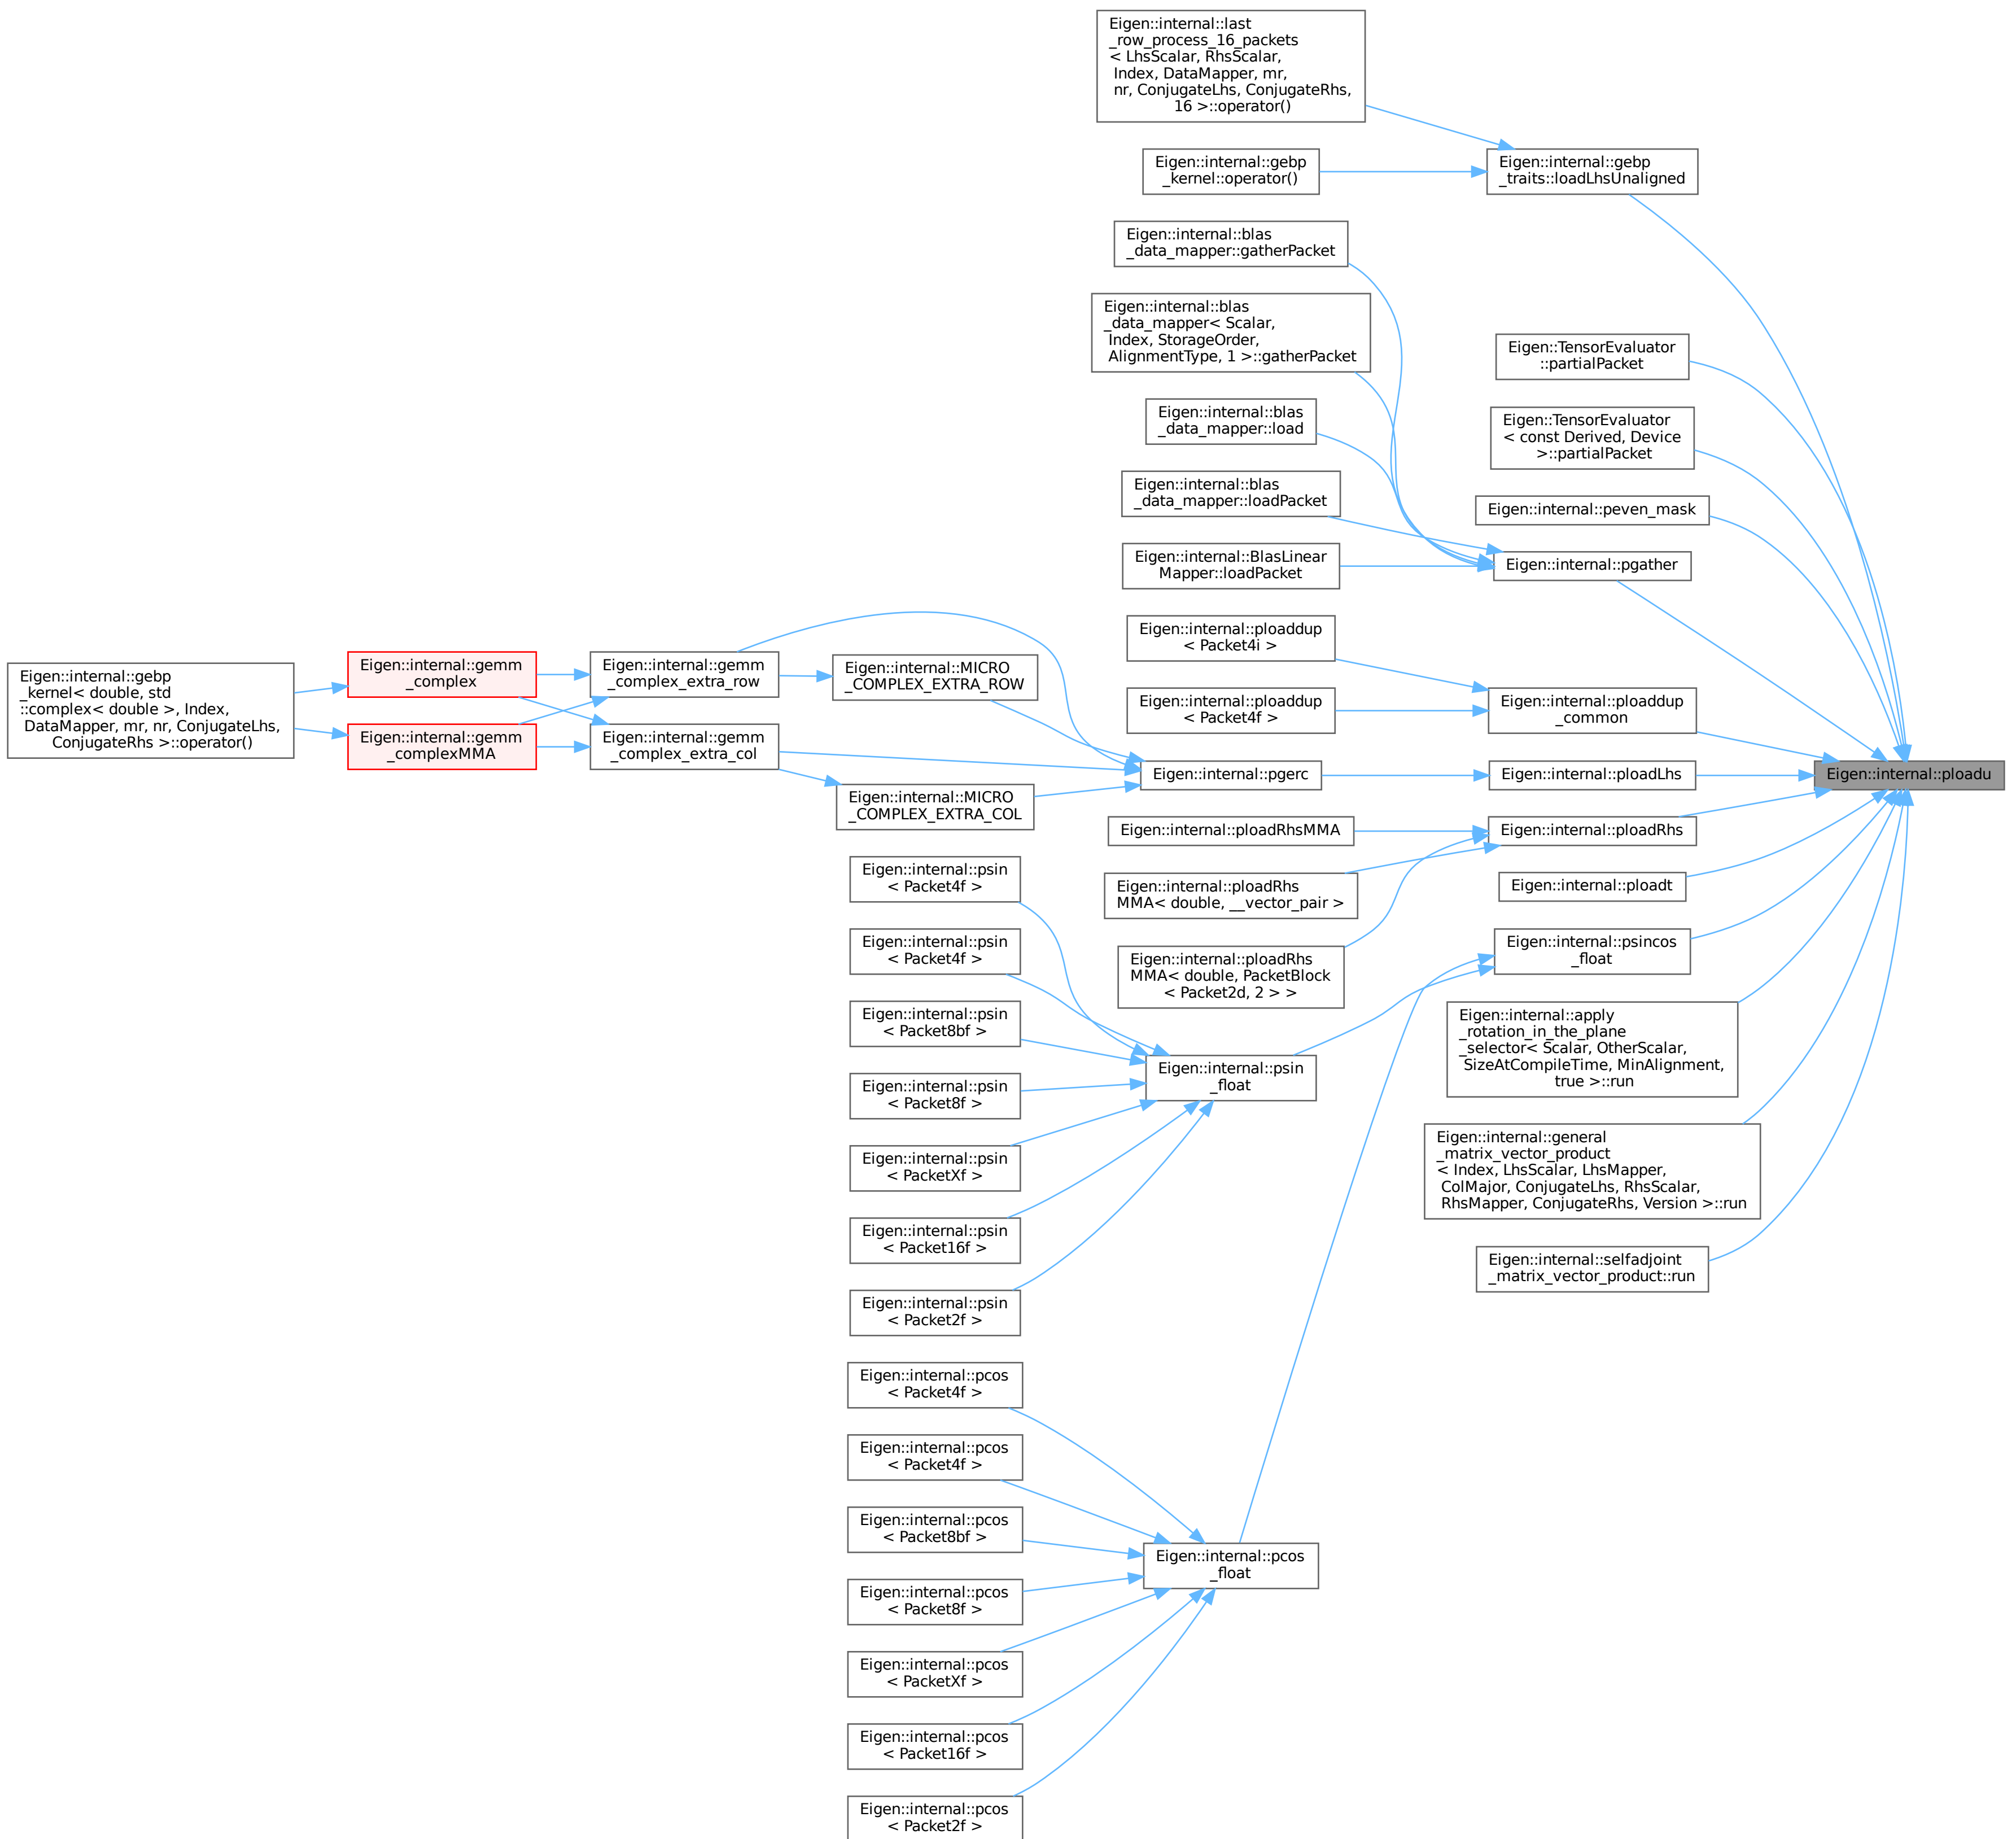 Eigen::internal::last
_row_process_16_packets
< LhsScalar, RhsScalar,
Index, DataMapper, mr,
nr, ConjugateLhs, ConjugateRhs,
16 >::operator()
Eigen::internal::gebp
_kernel::operator()
Eigen::internal::gebp
_traits::loadLhsUnaligned
Eigen::internal::blas
_data_mapper::gatherPacket
Eigen::internal::blas
_data_mapper< Scalar,
Index, StorageOrder,
AlignmentType, 1 >::gatherPacket
Eigen::TensorEvaluator
::partialPacket
Eigen::internal::blas
_data_mapper::load
Eigen::TensorEvaluator
< const Derived, Device
>::partialPacket
Eigen::internal::blas
_data_mapper::loadPacket
Eigen::internal::peven_mask
Eigen::internal::BlasLinear
Mapper::loadPacket
Eigen::internal::pgather
Eigen::internal::ploaddup
< Packet4i >
Eigen::internal::gebp
_kernel< double, std
::complex< double >, Index,
DataMapper, mr, nr, ConjugateLhs,
ConjugateRhs >::operator()
Eigen::internal::gemm
_complex
Eigen::internal::gemm
_complex_extra_row
Eigen::internal::MICRO
_COMPLEX_EXTRA_ROW
Eigen::internal::ploaddup
< Packet4f >
Eigen::internal::ploaddup
_common
Eigen::internal::gemm
_complexMMA
Eigen::internal::gemm
_complex_extra_col
Eigen::internal::pgerc
Eigen::internal::ploadLhs
Eigen::internal::ploadu
Eigen::internal::MICRO
_COMPLEX_EXTRA_COL
Eigen::internal::ploadRhsMMA
Eigen::internal::ploadRhs
Eigen::internal::psin
< Packet4f >
Eigen::internal::ploadRhs
MMA< double, __vector_pair >
Eigen::internal::ploadt
Eigen::internal::psin
< Packet4f >
Eigen::internal::ploadRhs
MMA< double, PacketBlock
< Packet2d, 2 > >
Eigen::internal::psincos
_float
Eigen::internal::psin
< Packet8bf >
Eigen::internal::apply
_rotation_in_the_plane
_selector< Scalar, OtherScalar,
SizeAtCompileTime, MinAlignment,
true >::run
Eigen::internal::psin
< Packet8f >
Eigen::internal::psin
_float
Eigen::internal::psin
< PacketXf >
Eigen::internal::general
_matrix_vector_product
< Index, LhsScalar, LhsMapper,
ColMajor, ConjugateLhs, RhsScalar,
RhsMapper, ConjugateRhs, Version >::run
Eigen::internal::psin
< Packet16f >
Eigen::internal::selfadjoint
_matrix_vector_product::run
Eigen::internal::psin
< Packet2f >
Eigen::internal::pcos
< Packet4f >
Eigen::internal::pcos
< Packet4f >
Eigen::internal::pcos
< Packet8bf >
Eigen::internal::pcos
_float
Eigen::internal::pcos
< Packet8f >
Eigen::internal::pcos
< PacketXf >
Eigen::internal::pcos
< Packet16f >
Eigen::internal::pcos
< Packet2f >